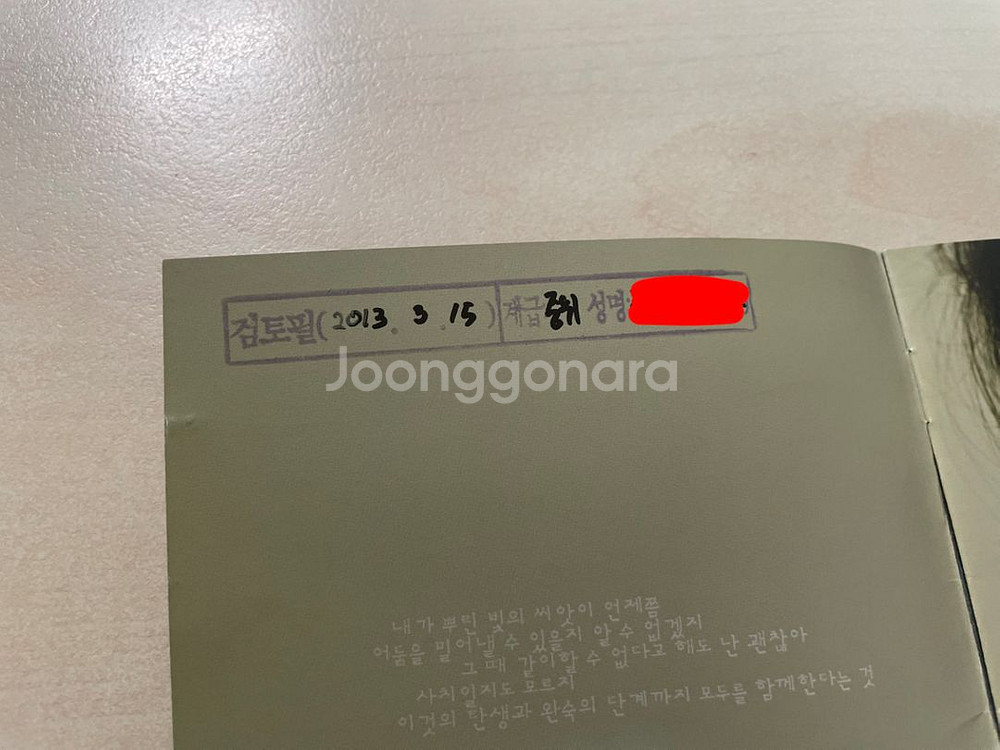 검토필(2013. 3. 15) 계급 중위 성명:
Joonggonara
내가 뿌린 빛의 씨앗이 언제쯤
어둠을 밀어낼 수 있을지 알 수 없겠지
그때 같이할 수 없다고 해도 난 괜찮아
사치일지도 모르지
이것의 탄생과 완숙의 단계까지 모두를 함께한다는 것